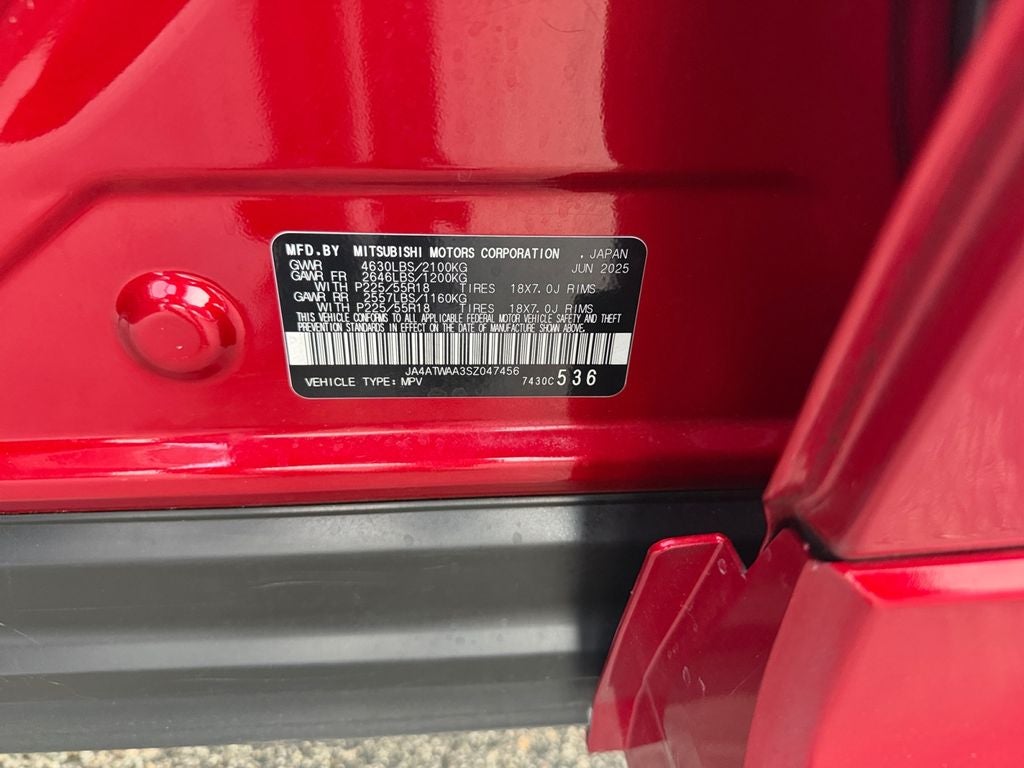 MFD.BY MITSUBISHI MOTORS CORPORATION , JAPAN
GVWR 4630LBS/2100KG JUN 2025
GAWR FR 2646LBS/1200KG
WITH P225/55R18 TIRES 18X7.0J RIMS
GAWR RR 2557LBS/1160KG
WITH P225/55R18 TIRES 18X7.0J RIMS
THIS VEHICLE CONFORMS TO ALL APPLICABLE FEDERAL MOTOR VEHICLE SAFETY AND THEFT
PREVENTION STANDARDS IN EFFECT ON THE DATE OF MANUFACTURE SHOWN ABOVE.
JA4ATWAA3SZ047456
VEHICLE TYPE: MPV 7430C 536